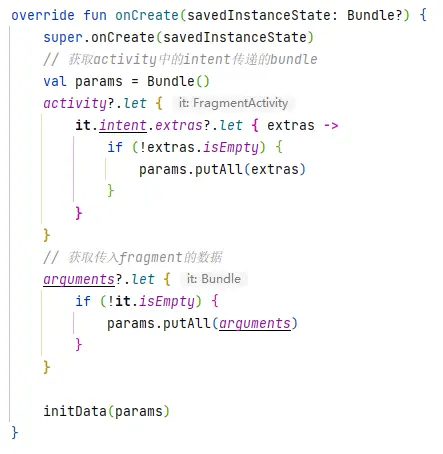 override fun onCreate(savedInstanceState: Bundle?) {
    super.onCreate(savedInstanceState)
    // 获取activity中的intent传递的bundle
    val params = Bundle()
    activity?.let { it: FragmentActivity
        it.intent.extras?.let { extras ->
            if (!extras.isEmpty) {
                params.putAll(extras)
            }
        }
    }
    // 获取传入fragment的数据
    arguments?.let { it: Bundle
        if (!it.isEmpty) {
            params.putAll(arguments)
        }
    }

    initData(params)
}